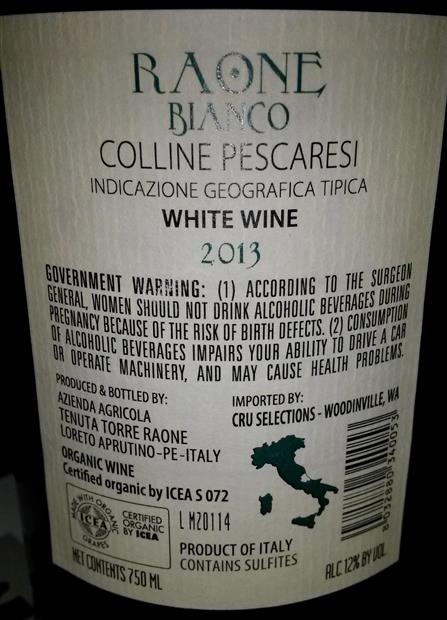 RAONE
BIANCO
COLLINE PESCARESI
INDICAZIONE GEOGRAFICA TIPICA
WHITE WINE
2013
GOVERNMENT WARNING: (1) ACCORDING TO THE SURGEON
GENERAL, WOMEN SHOULD NOT DRINK ALCOHOLIC BEVERAGES DURING
PREGNANCY BECAUSE OF THE RISK OF BIRTH DEFECTS. (2) CONSUMPTION
OF ALCOHOLIC BEVERAGES IMPAIRS YOUR ABILITY TO DRIVE A CAR
OR OPERATE MACHINERY, AND MAY CAUSE HEALTH PROBLEMS.
PRODUCED & BOTTLED BY:
AZIENDA AGRICOLA
TENUTA TORRE RAONE
LORETO APRUTINO-PE-ITALY
ORGANIC WINE
Certified organic by ICEA S 072
IMPORTED BY:
CRU SELECTIONS - WOODINVILLE, WA
MADE WITH ORGANIC
ICEA
GRAPES
CERTIFIED
ORGANIC
BY ICEA
L M20114
PRODUCT OF ITALY
CONTAINS SULFITES
NET CONTENTS 750 ML
ALC. 12% BY VOL.